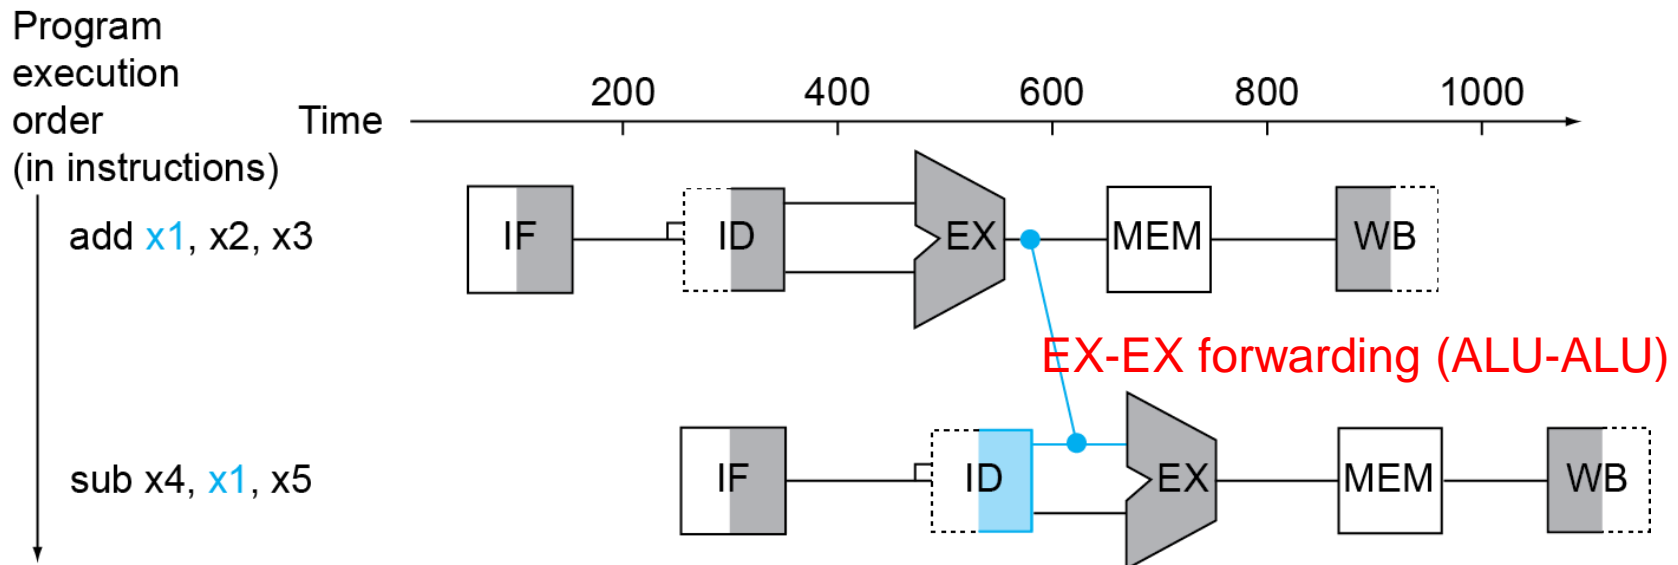 Program
execution
order
(in instructions)
Time
200 400 600 800 1000
add x1, x2, x3
IF ID EX MEM WB
EX-EX forwarding (ALU-ALU)
sub x4, x1, x5
IF ID EX MEM WB